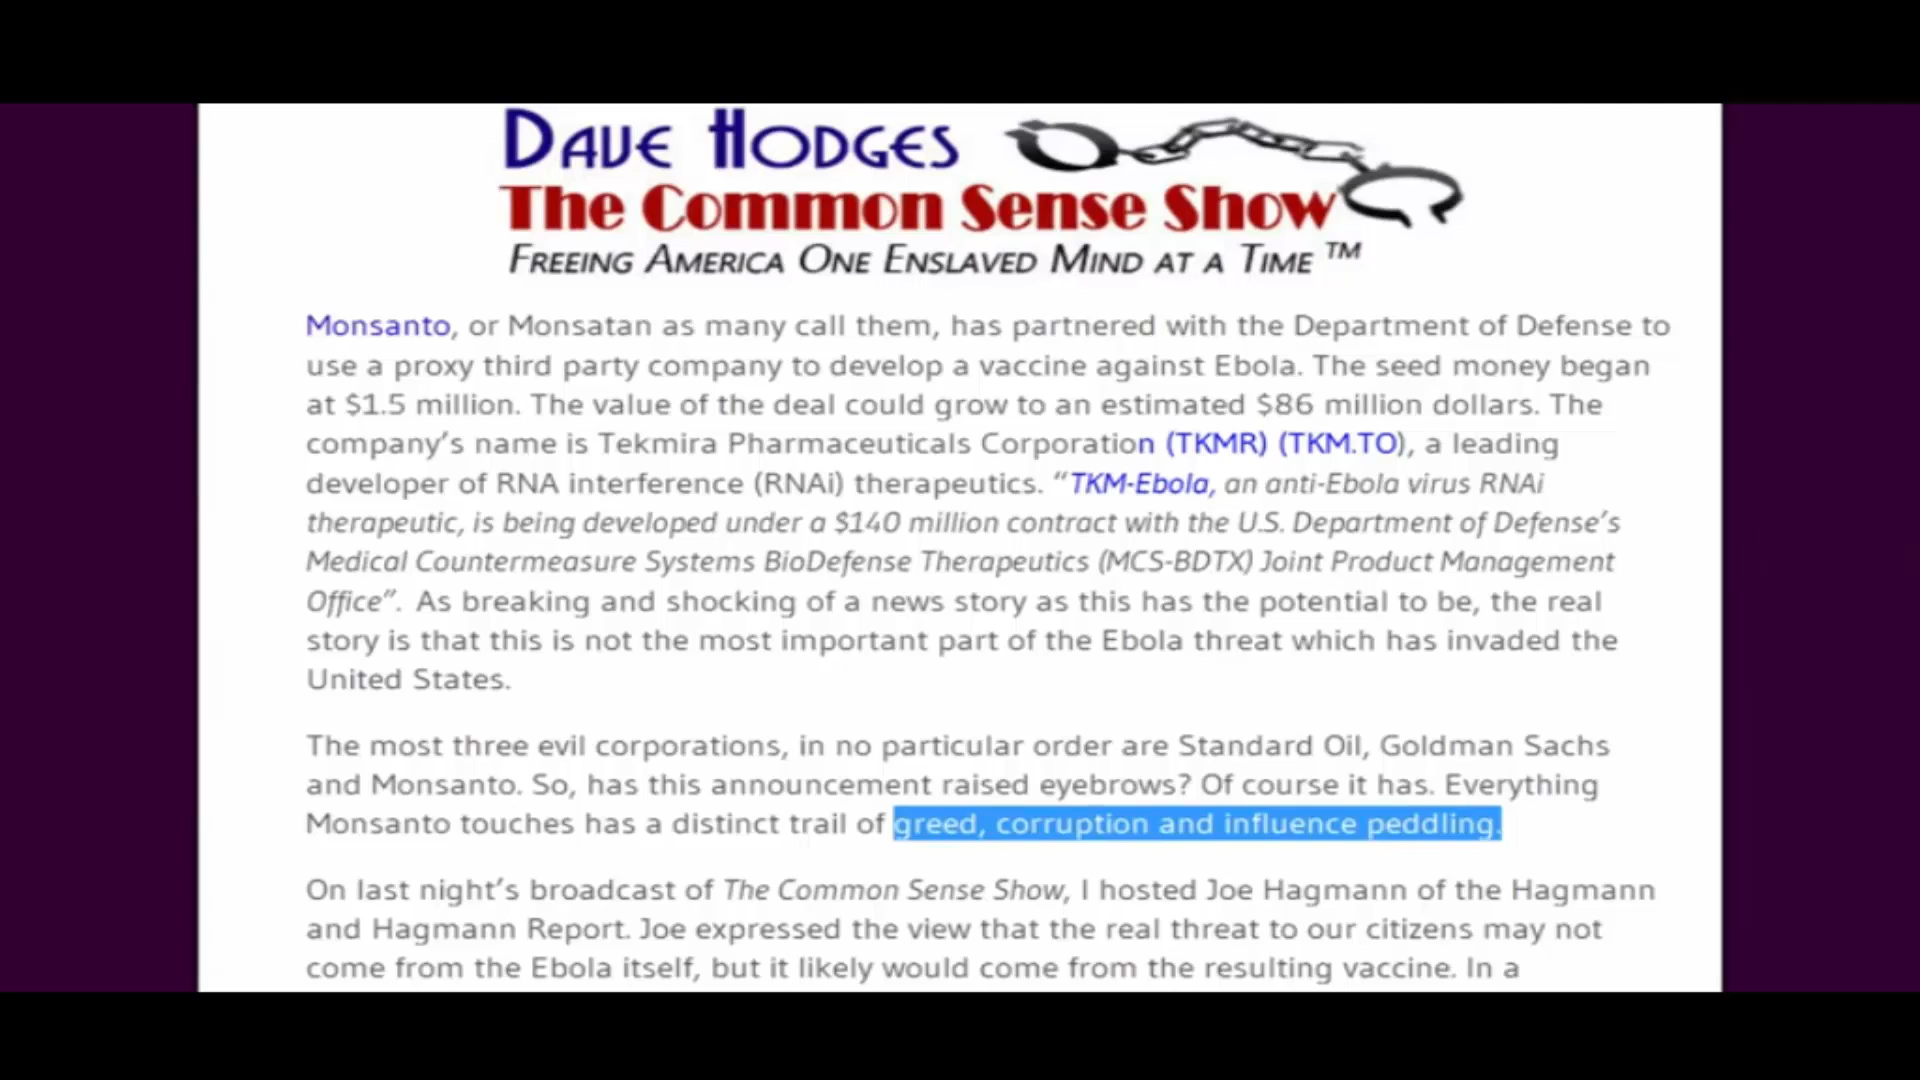 DAVE HODGES
The Common Sense Show
FREEING AMERICA ONE ENSLAVED MIND AT A TIME ™
Monsanto, or Monsatan as many call them, has partnered with the Department of Defense to
use a proxy third party company to develop a vaccine against Ebola. The seed money began
at $1.5 million. The value of the deal could grow to an estimated $86 million dollars. The
company’s name is Tekmira Pharmaceuticals Corporation (TKMR) (TKM.TO), a leading
developer of RNA interference (RNAi) therapeutics. “TKM-Ebola, an anti-Ebola virus RNAi
therapeutic, is being developed under a $140 million contract with the U.S. Department of Defense’s
Medical Countermeasure Systems BioDefense Therapeutics (MCS-BDTX) Joint Product Management
Office”. As breaking and shocking of a news story as this has the potential to be, the real
story is that this is not the most important part of the Ebola threat which has invaded the
United States.
The most three evil corporations, in no particular order are Standard Oil, Goldman Sachs
and Monsanto. So, has this announcement raised eyebrows? Of course it has. Everything
Monsanto touches has a distinct trail of greed, corruption and influence peddling.
On last night’s broadcast of The Common Sense Show, I hosted Joe Hagmann of the Hagmann
and Hagmann Report. Joe expressed the view that the real threat to our citizens may not
come from the Ebola itself, but it likely would come from the resulting vaccine. In a